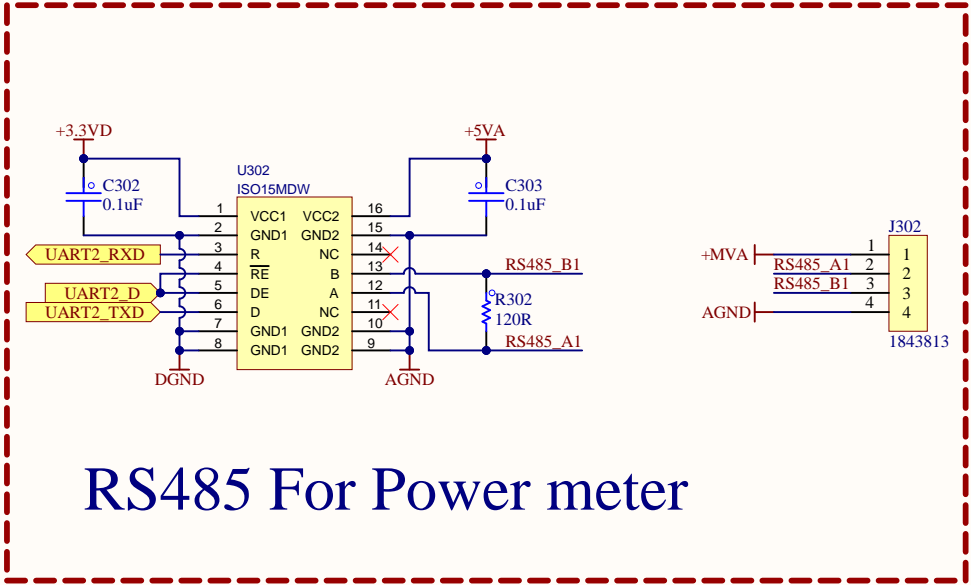 +3.3VD
+5VA
U302
ISO15MDW
C302
0.1uF
C303
0.1uF
1 VCC1 VCC2 16
2 GND1 GND2 15
UART2_RXD 3 R NC 14
4 RE B 13 RS485_B1
UART2_D 5 DE A 12
UART2_TXD 6 D NC 11
7 GND1 GND2 10
8 GND1 GND2 9
R302
120R
RS485_A1
DGND
AGND
J302
+MVA 1 1
RS485_A1 2 2
RS485_B1 3 3
AGND 4 4
1843813
RS485 For Power meter